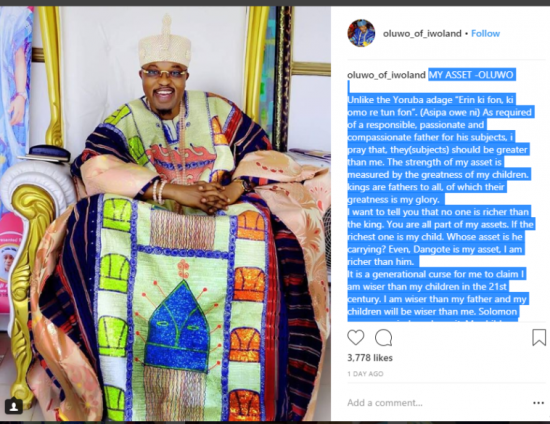 oluwo_of_iwoland • Follow
oluwo_of_iwoland MY ASSET -OLUWO
Unlike the Yoruba adage "Erin ki fon, ki
omo re tun fon". (Asipa owe ni) As required
of a responsible, passionate and
compassionate father for his subjects, i
pray that, they(subjects) should be greater
than me. The strength of my asset is
measured by the greatness of my children.
kings are fathers to all, of which their
greatness is my glory.
I want to tell you that no one is richer than
the king. You are all part of my assets. If the
richest one is my child. Whose asset is he
carrying? Even, Dangote is my asset, I am
richer than him.
It is a generational curse for me to claim I
am wiser than my children in the 21st
century. I am wiser than my father and my
children will be wiser than me. Solomon
3,778 likes
1 DAY AGO
Add a comment...